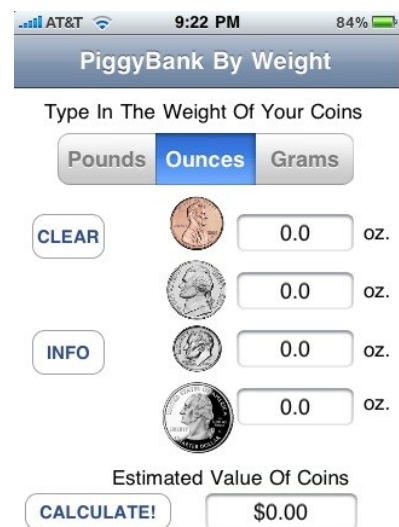 AT&T 9:22 PM 84%
PiggyBank By Weight
Type In The Weight Of Your Coins
Pounds Ounces Grams
CLEAR 0.0 oz.
0.0 oz.
INFO 0.0 oz.
0.0 oz.
Estimated Value Of Coins
CALCULATE! $0.00